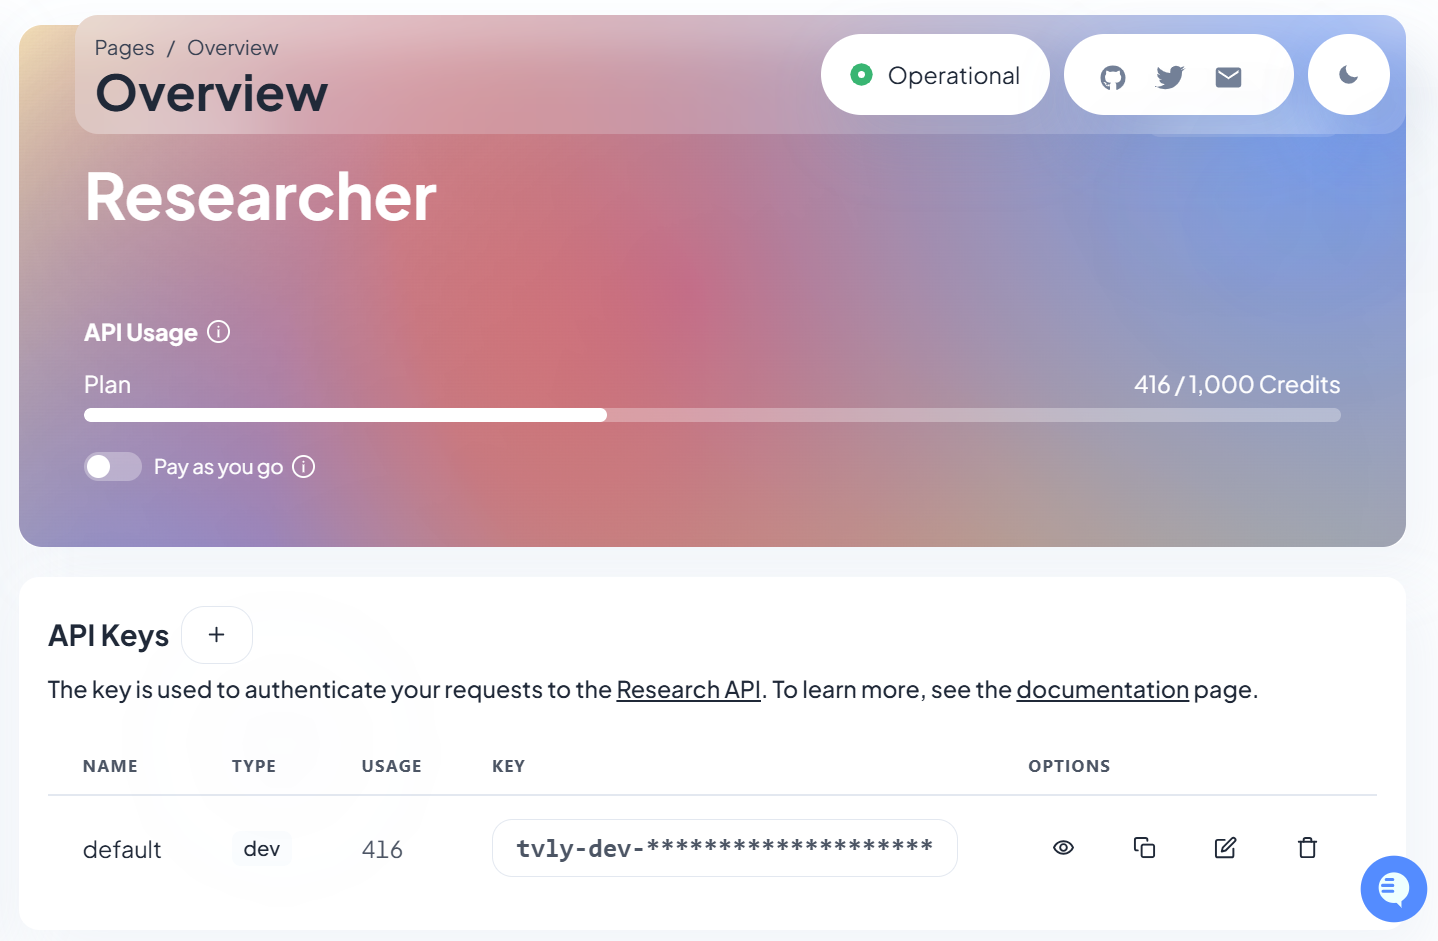 Pages / Overview
Overview
Operational
Researcher
API Usage
Plan
416 / 1,000 Credits
Pay as you go
API Keys +
The key is used to authenticate your requests to the Research API. To learn more, see the documentation page.
NAME TYPE USAGE KEY OPTIONS
default dev 416 tvly-dev-********************